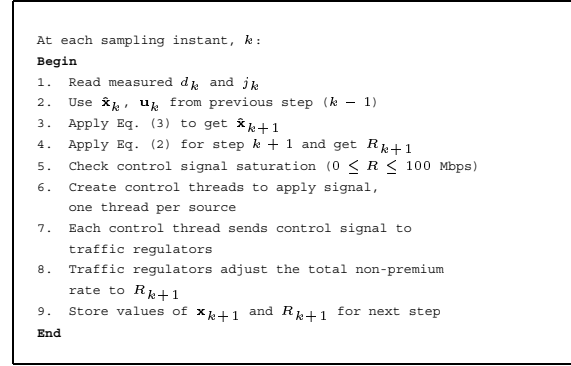 At each sampling instant, k:
Begin
1. Read measured d_k and j_k
2. Use x̂_k, u_k from previous step (k − 1)
3. Apply Eq. (3) to get x̂_{k+1}
4. Apply Eq. (2) for step k + 1 and get R_{k+1}
5. Check control signal saturation (0 ≤ R ≤ 100 Mbps)
6. Create control threads to apply signal,
one thread per source
7. Each control thread sends control signal to
traffic regulators
8. Traffic regulators adjust the total non-premium
rate to R_{k+1}
9. Store values of x_{k+1} and R_{k+1} for next step
End